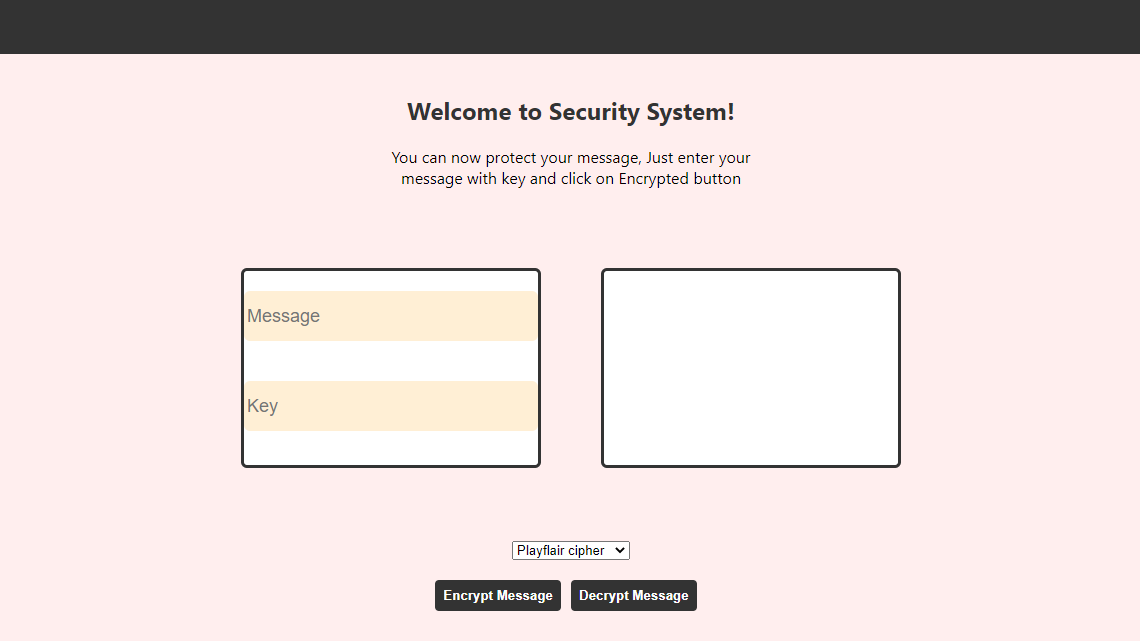 Welcome to Security System!
You can now protect your message, Just enter your
message with key and click on Encrypted button
Message
Key
Playflair cipher
Encrypt Message
Decrypt Message